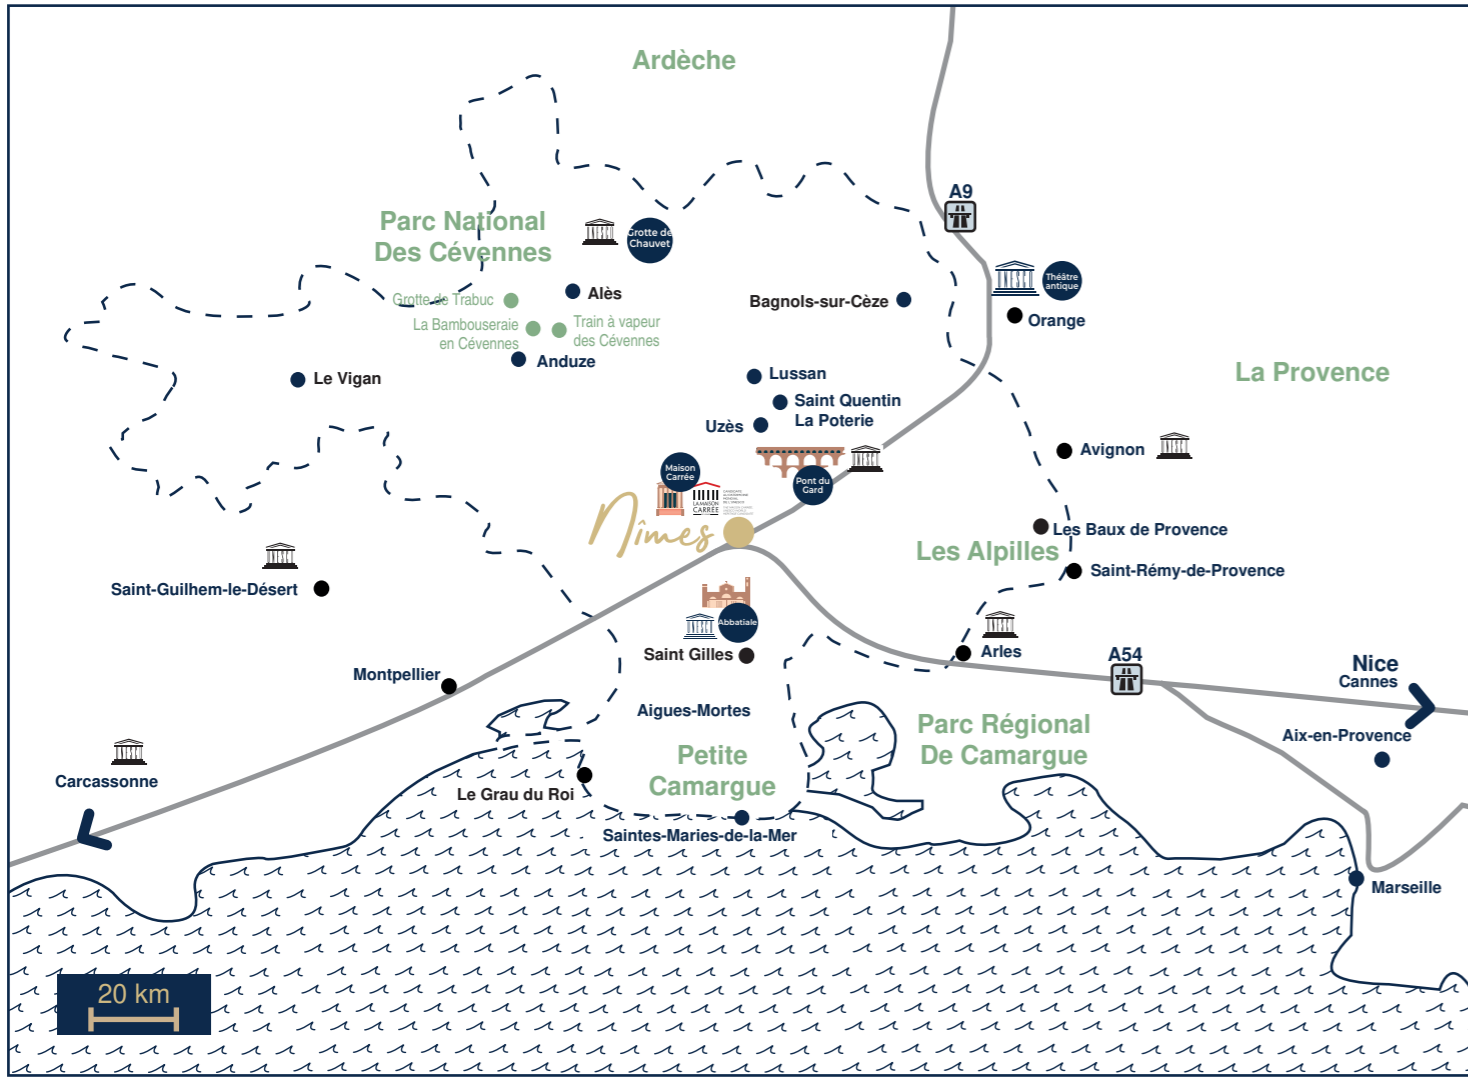 Ardèche
A9
Parc National
Des Cévennes
Grotte de
Chauvet
Théâtre
antique
Grotte de Trabuc
Alès
Bagnols-sur-Cèze
Orange
La Bambouseraie
en Cévennes
Train à vapeur
des Cévennes
Anduze
Le Vigan
Lussan
La Provence
Saint Quentin
La Poterie
Uzès
Avignon
Maison
Carrée
Pont du
Gard
LA MAISON
CARRÉE
Nîmes
Les Baux de Provence
Les Alpilles
Saint-Rémy-de-Provence
Saint-Guilhem-le-Désert
Abbatiale
Saint Gilles
Arles
A54
Montpellier
Nice
Cannes
Aigues-Mortes
Parc Régional
De Camargue
Aix-en-Provence
Petite
Camargue
Carcassonne
Le Grau du Roi
Saintes-Maries-de-la-Mer
Marseille
20 km